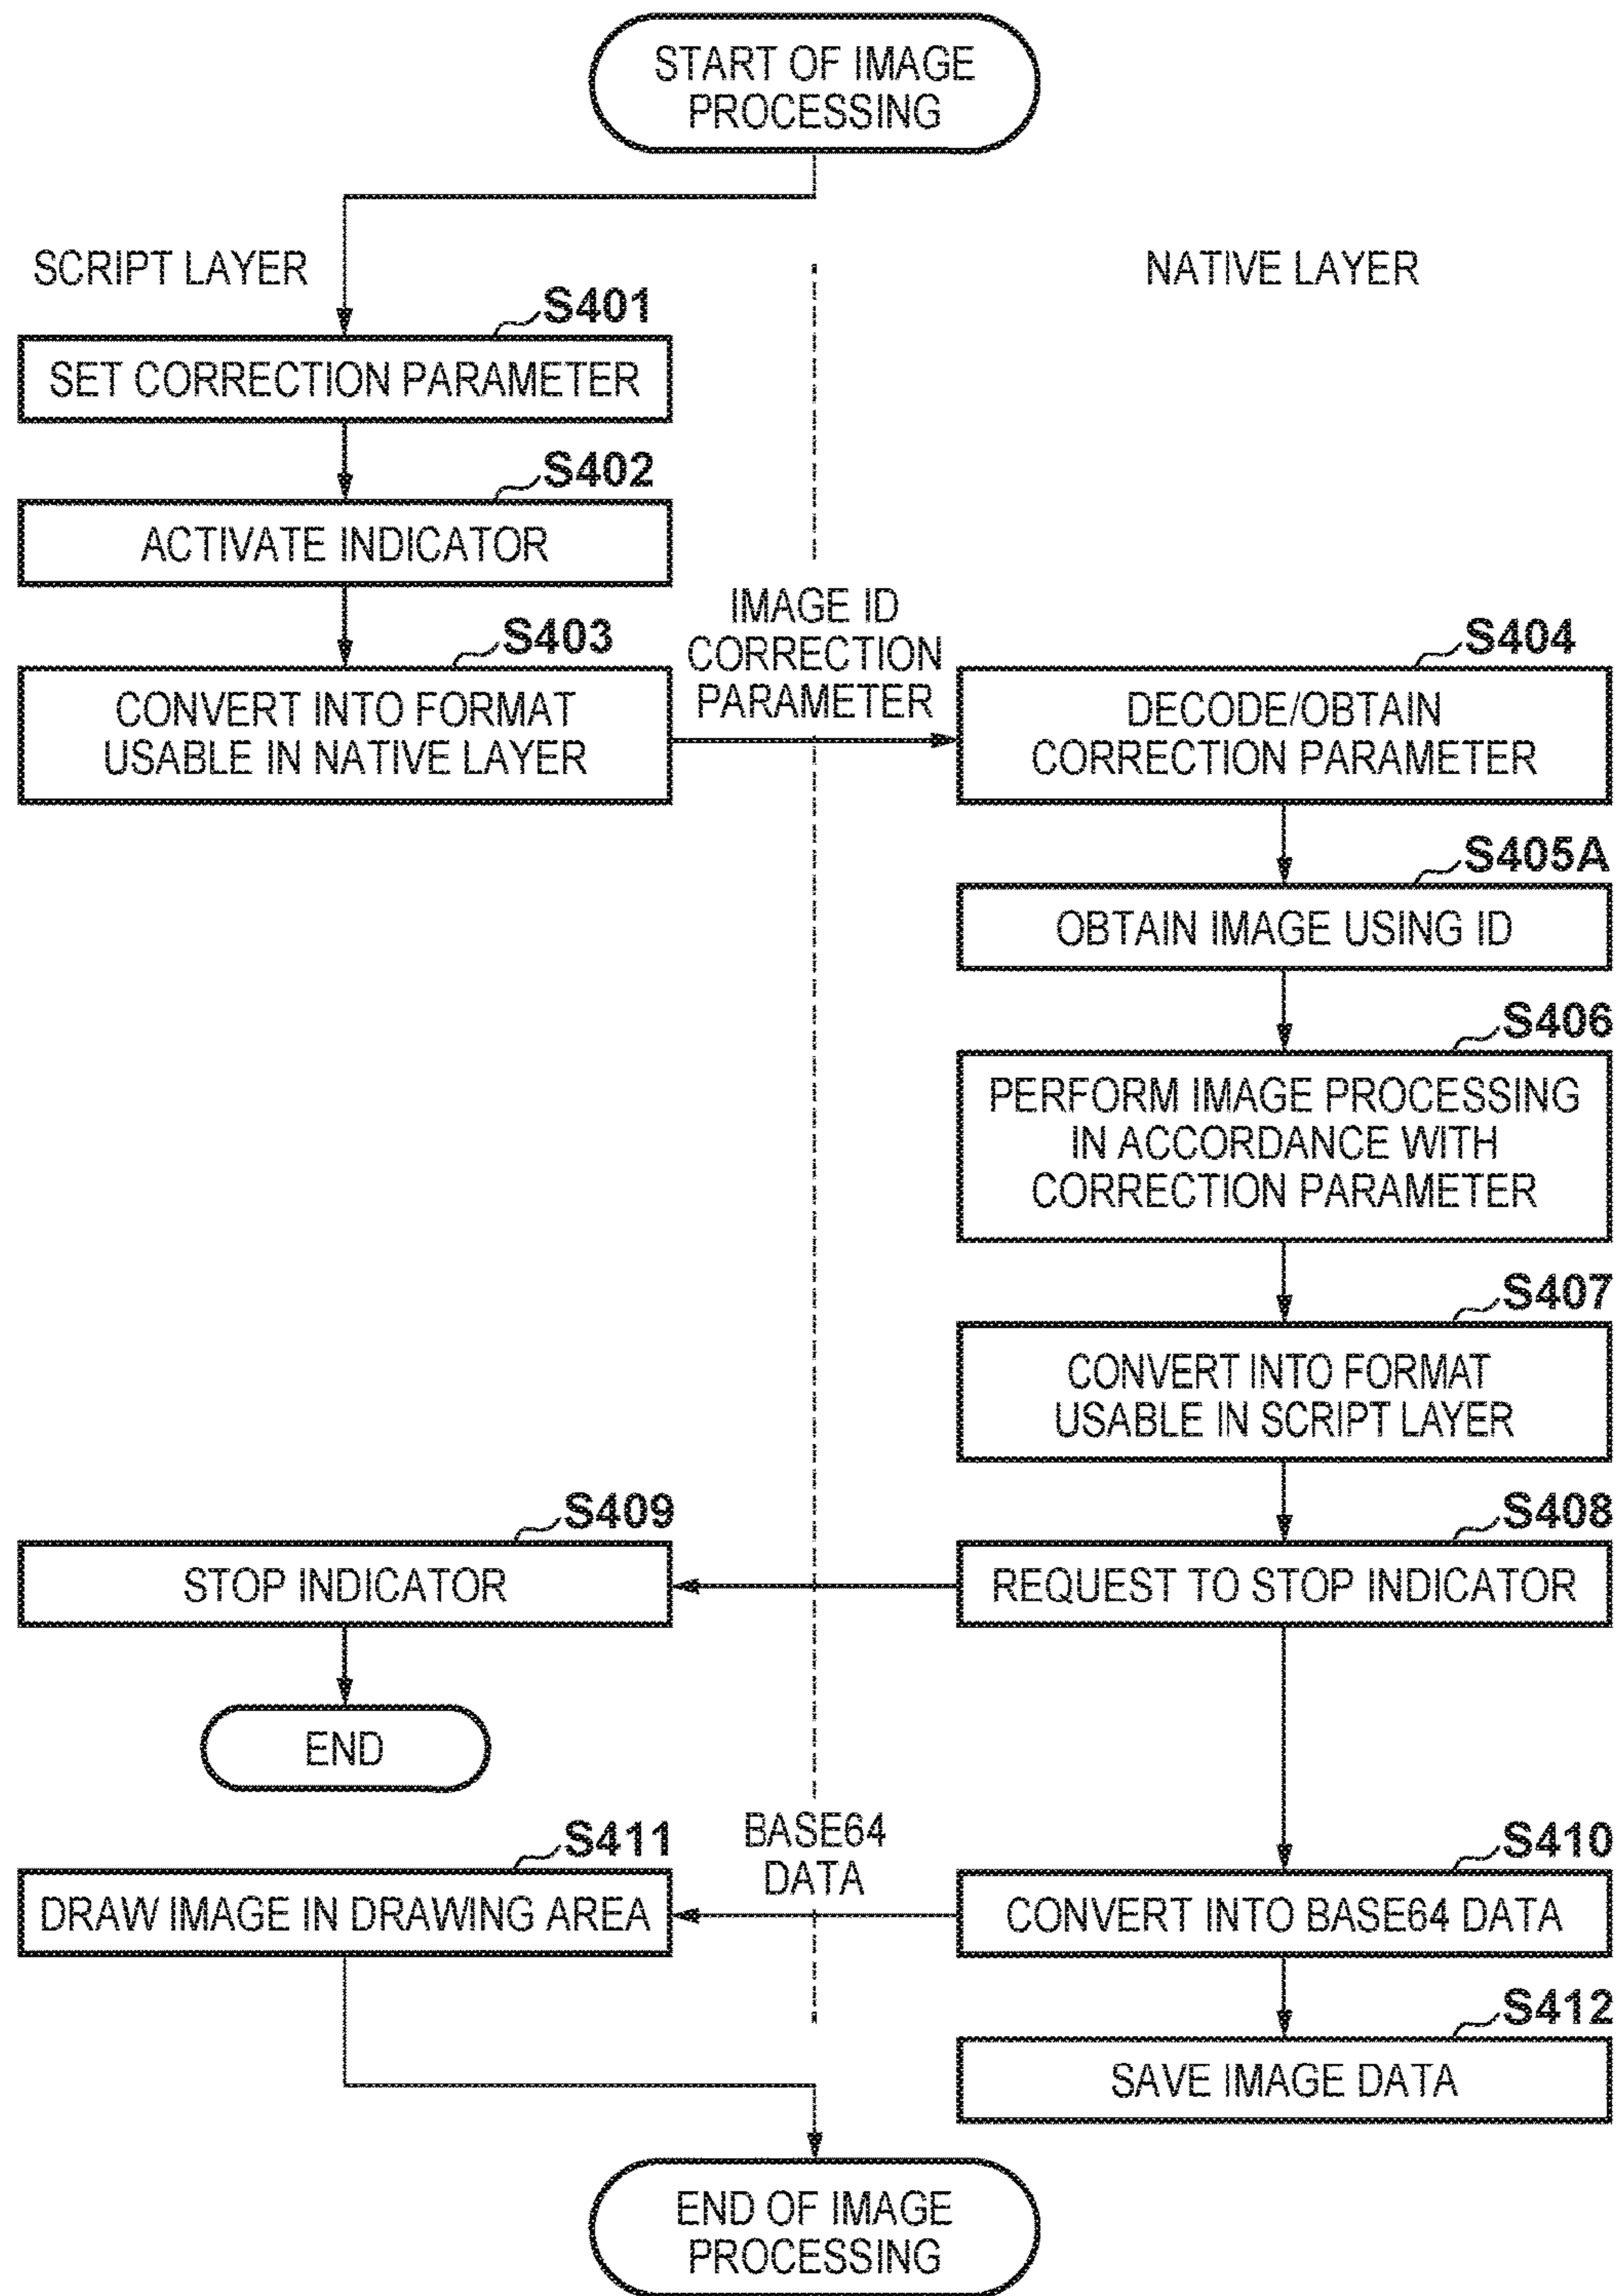 START OF IMAGE
PROCESSING
SCRIPT LAYER
NATIVE LAYER
S401
SET CORRECTION PARAMETER
S402
ACTIVATE INDICATOR
S403
CONVERT INTO FORMAT
USABLE IN NATIVE LAYER
IMAGE ID
CORRECTION
PARAMETER
S404
DECODE/OBTAIN
CORRECTION PARAMETER
S405A
OBTAIN IMAGE USING ID
S406
PERFORM IMAGE PROCESSING
IN ACCORDANCE WITH
CORRECTION PARAMETER
S407
CONVERT INTO FORMAT
USABLE IN SCRIPT LAYER
S408
REQUEST TO STOP INDICATOR
S409
STOP INDICATOR
END
S410
CONVERT INTO BASE64 DATA
BASE64
DATA
S411
DRAW IMAGE IN DRAWING AREA
S412
SAVE IMAGE DATA
END OF IMAGE
PROCESSING